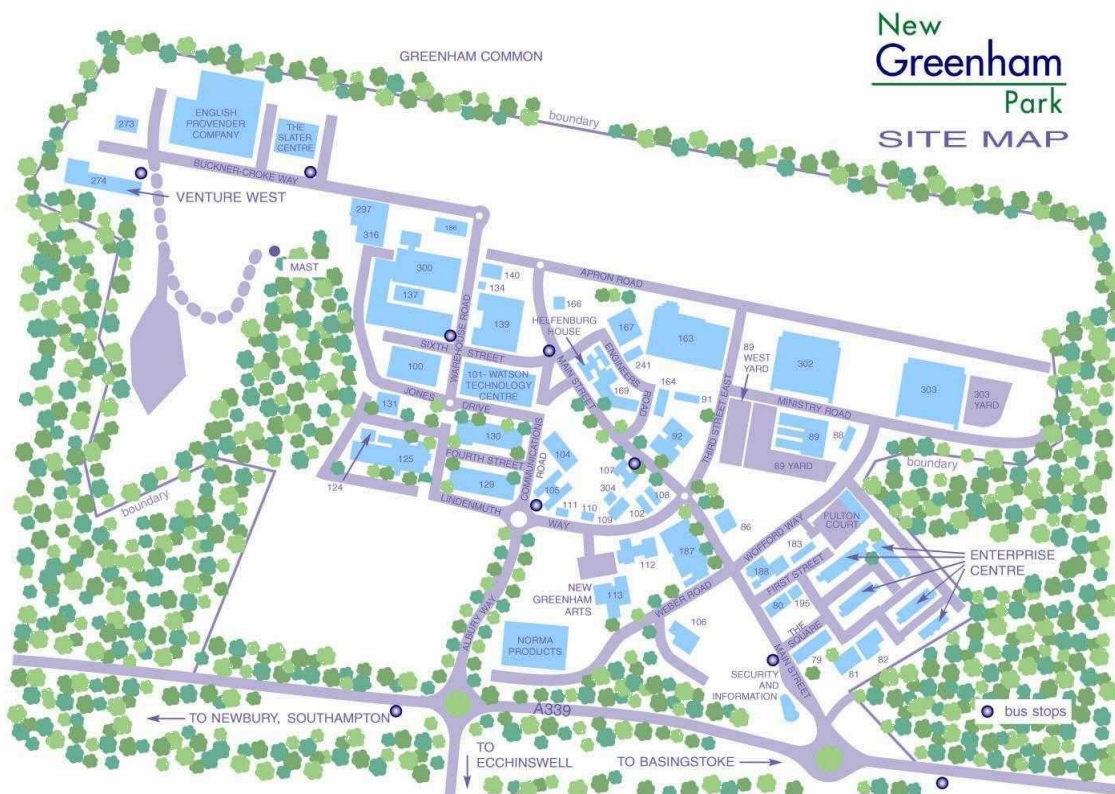 New
Greenham
Park
SITE MAP
GREENHAM COMMON
boundary
ENGLISH
PROVENDER
COMPANY
THE
SLATER
CENTRE
273
BUCKNER-CROKE WAY
274
VENTURE WEST
297
316
186
MAST
300
137
140
134
139
166
APRON ROAD
HELFENBURG
HOUSE
167
163
241
ENGINEERS
ROAD
WAREHOUSE ROAD
SIXTH STREET
MAIN STREET
100
101- WATSON
TECHNOLOGY
CENTRE
169
164
91
89
WEST
YARD
302
303
303
YARD
MINISTRY ROAD
THIRD STREET EAST
JONES DRIVE
131
130
125
124
FOURTH STREET
129
COMMUNICATIONS
ROAD
104
105
92
107
304
108
102
109
110
111
89
88
89 YARD
boundary
boundary
LINDENMUTH WAY
86
187
112
113
NEW
GREENHAM
ARTS
WOFFORD WAY
FULTON
COURT
183
188
FIRST STREET
ENTERPRISE
CENTRE
80
195
THE
SQUARE
WEBER ROAD
106
ALBURY WAY
NORMA
PRODUCTS
79
81
82
MAIN STREET
SECURITY
AND
INFORMATION
bus stops
A339
TO NEWBURY, SOUTHAMPTON
TO
ECCHINSWELL
TO BASINGSTOKE